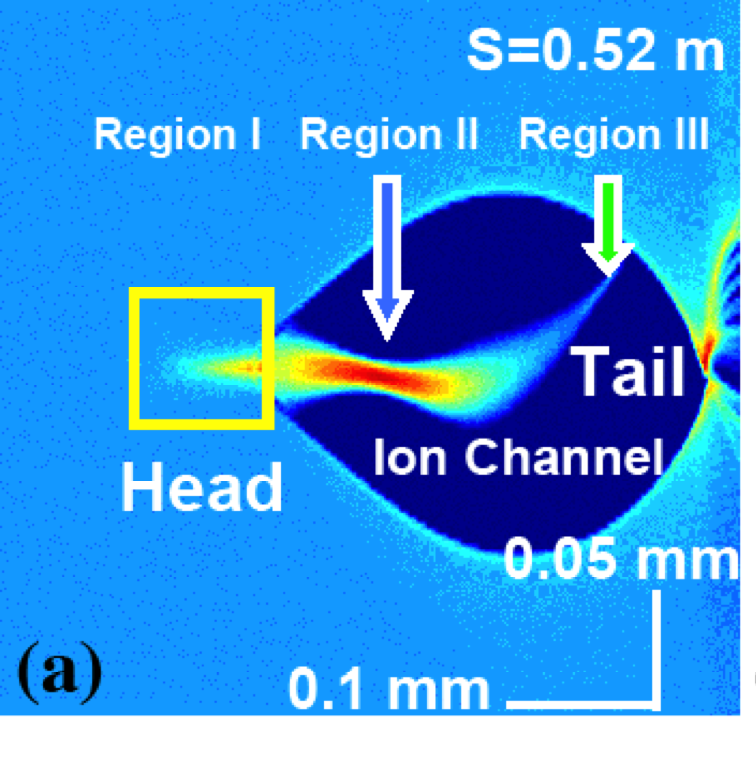 S=0.52 m
Region I Region II Region III
Tail
Ion Channel
Head
0.05 mm
(a)
0.1 mm